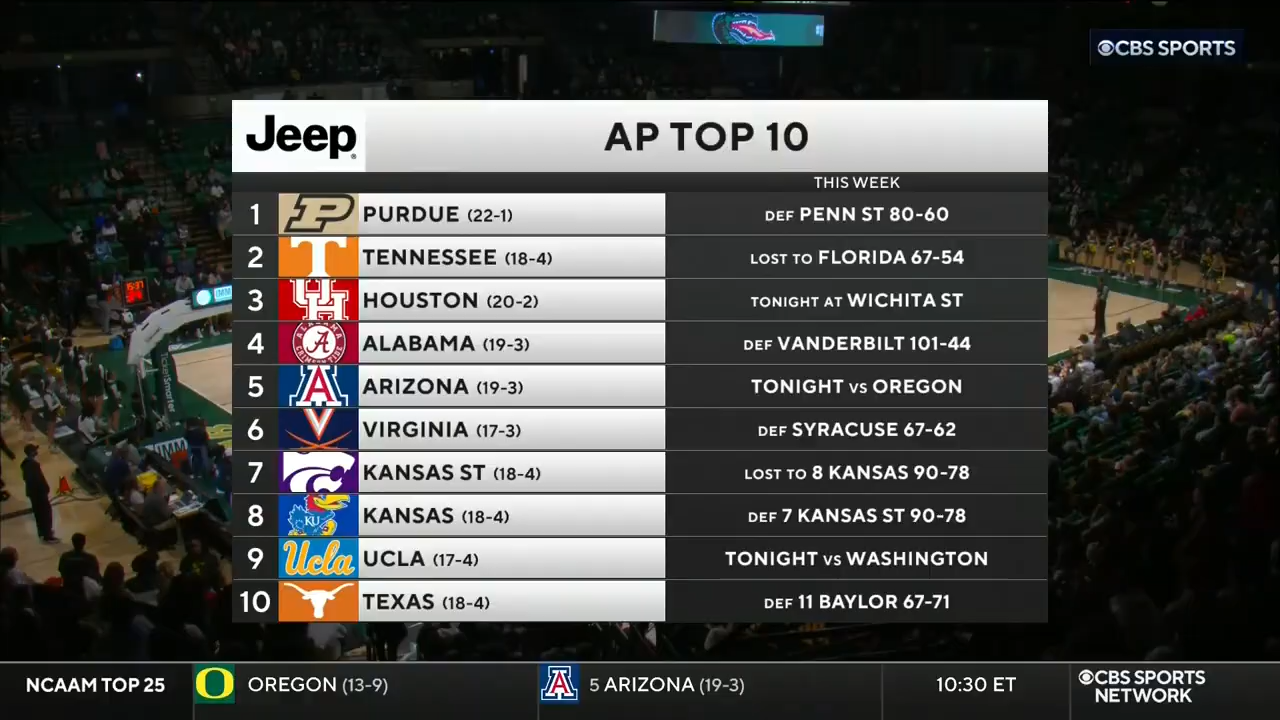 CBS SPORTS
Jeep
AP TOP 10
THIS WEEK
1 P PURDUE (22-1) DEF PENN ST 80-60
2 T TENNESSEE (18-4) LOST TO FLORIDA 67-54
3 UH HOUSTON (20-2) TONIGHT AT WICHITA ST
4 A ALABAMA (19-3) DEF VANDERBILT 101-44
5 A ARIZONA (19-3) TONIGHT VS OREGON
6 V VIRGINIA (17-3) DEF SYRACUSE 67-62
7 KANSAS ST (18-4) LOST TO 8 KANSAS 90-78
8 KU KANSAS (18-4) DEF 7 KANSAS ST 90-78
9 Ucla UCLA (17-4) TONIGHT VS WASHINGTON
10 TEXAS (18-4) DEF 11 BAYLOR 67-71
NCAAM TOP 25 O OREGON (13-9) A 5 ARIZONA (19-3) 10:30 ET CBS SPORTS NETWORK